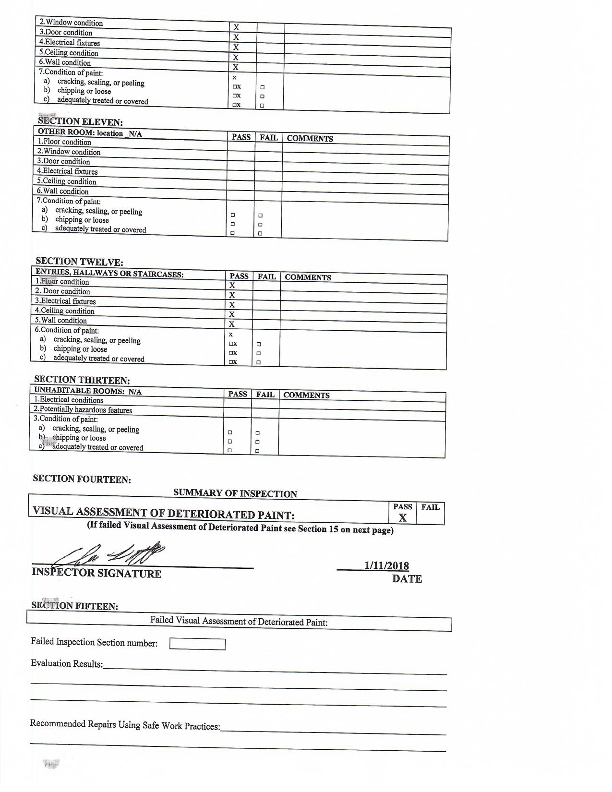 2.Window condition X
3.Door condition X
4.Electrical fixtures X
5.Ceiling condition X
6.Wall condition X
7.Condition of paint: x
a) cracking, scaling, or peeling □X □
b) chipping or loose □X □
c) adequately treated or covered □X □
SECTION ELEVEN:
OTHER ROOM: location N/A PASS FAIL COMMENTS
1.Floor condition
2.Window condition
3.Door condition
4.Electrical fixtures
5.Ceiling condition
6.Wall condition
7.Condition of paint:
a) cracking, scaling, or peeling □ □
b) chipping or loose □ □
c) adequately treated or covered □ □
SECTION TWELVE:
ENTRIES, HALLWAYS OR STAIRCASES: PASS FAIL COMMENTS
1.Floor condition X
2. Door condition X
3.Electrical fixtures X
4.Ceiling condition X
5.Wall condition X
6.Condition of paint: x
a) cracking, scaling, or peeling □X □
b) chipping or loose □X □
c) adequately treated or covered □X □
SECTION THIRTEEN:
UNHABITABLE ROOMS: N/A PASS FAIL COMMENTS
1.Electrical conditions
2.Potentially hazardous features
3.Condition of paint:
a) cracking, scaling, or peeling □ □
b) chipping or loose □ □
c) adequately treated or covered □ □
SECTION FOURTEEN:
SUMMARY OF INSPECTION
VISUAL ASSESSMENT OF DETERIORATED PAINT: PASS FAIL
X
(If failed Visual Assessment of Deteriorated Paint see Section 15 on next page)
1/11/2018
INSPECTOR SIGNATURE DATE
SECTION FIFTEEN:
Failed Visual Assessment of Deteriorated Paint:
Failed Inspection Section number:
Evaluation Results:
Recommended Repairs Using Safe Work Practices: